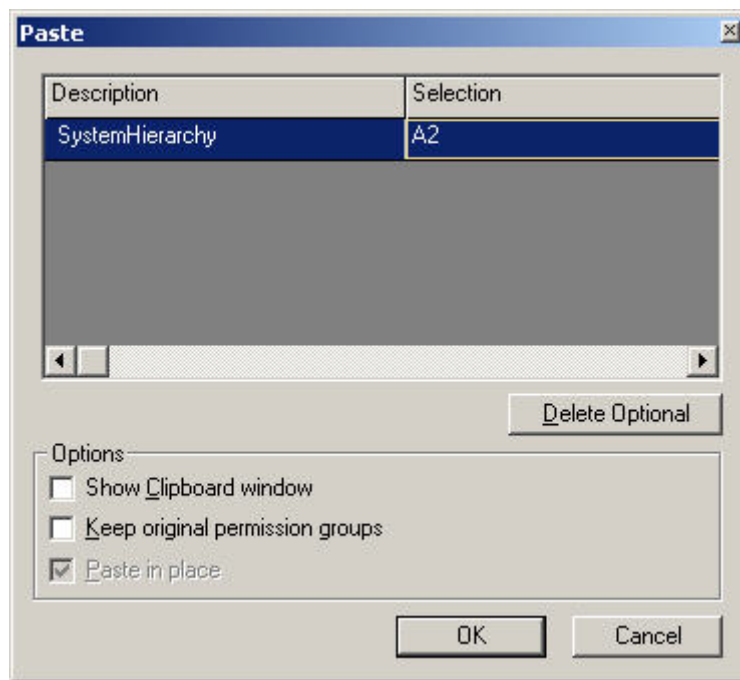 Paste
Description Selection
SystemHierarchy A2
Delete Optional
Options
Show Clipboard window
Keep original permission groups
Paste in place
OK Cancel